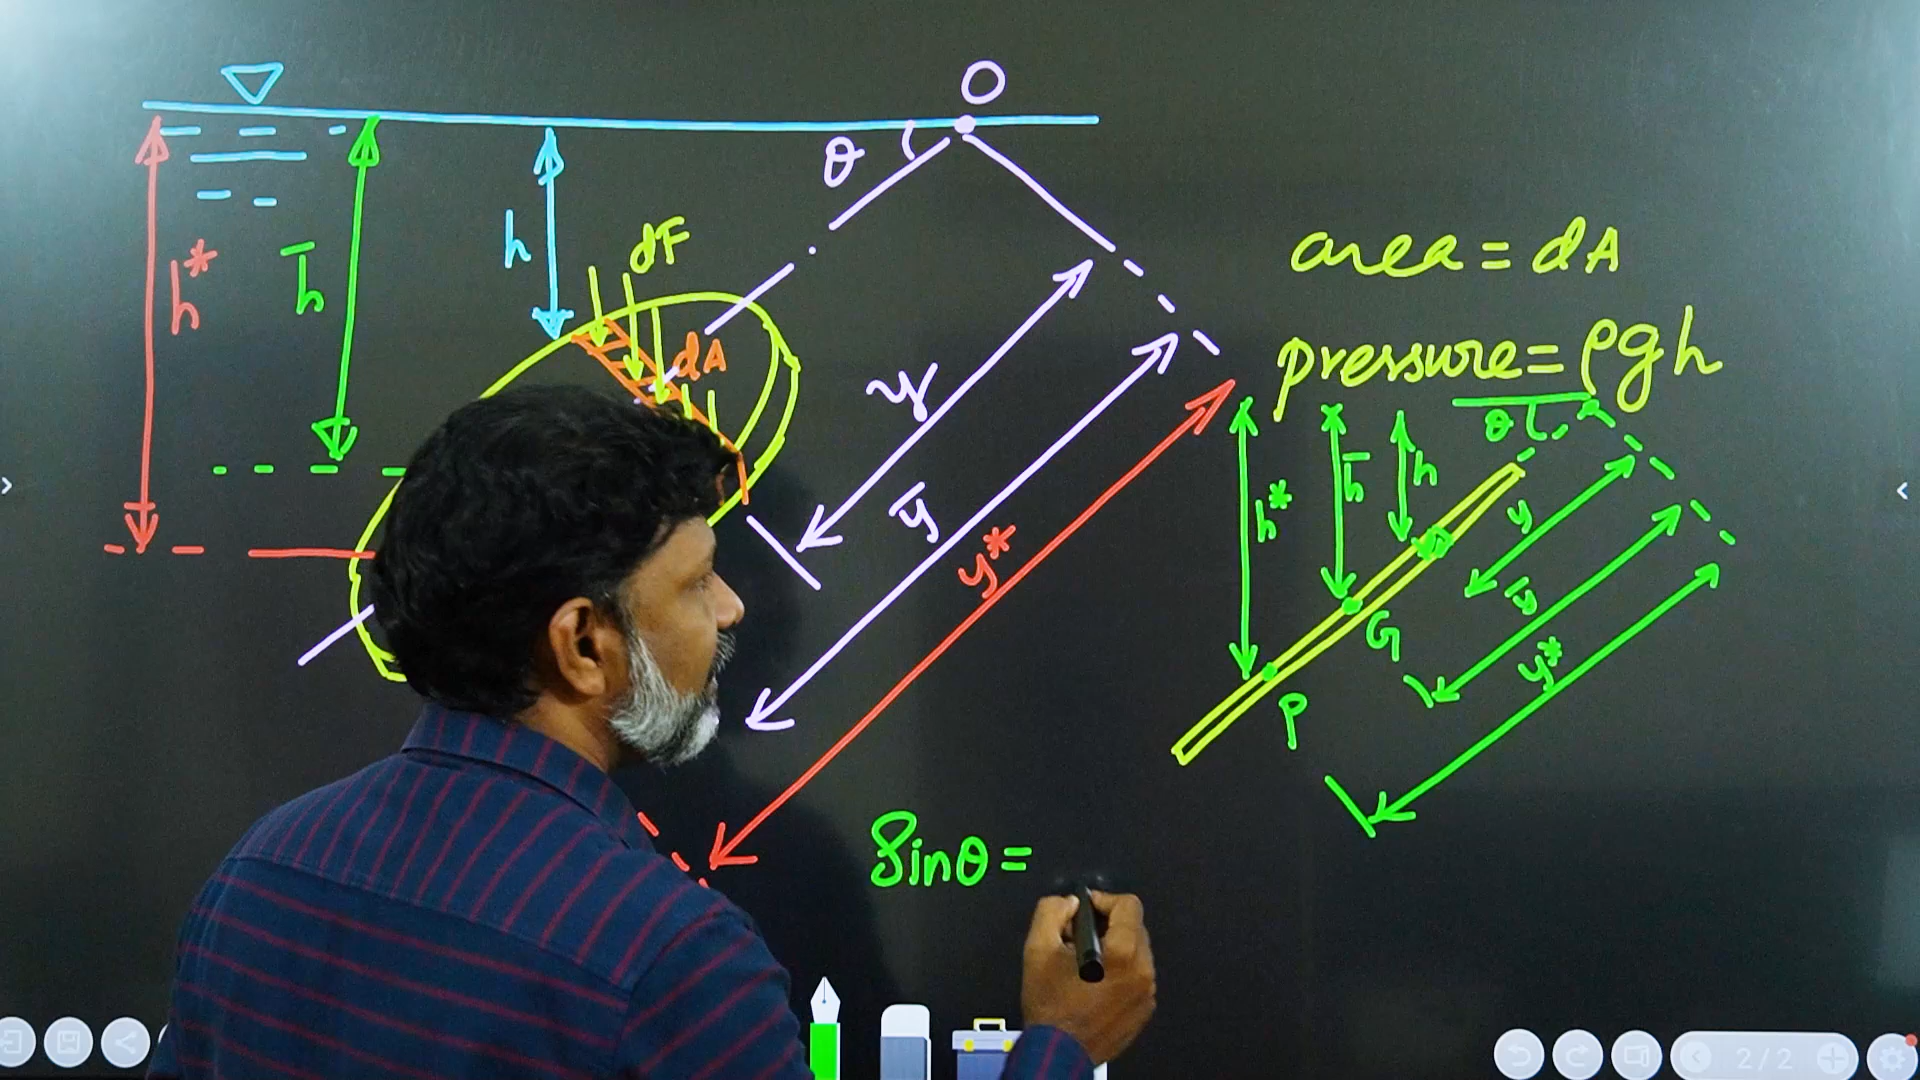 O
θ
h*
h̅
h
dF
dA
y
y̅
y*
area = dA
pressure = ρgh
θ
h*
h̅
h
y
y̅
y*
G
P
Sinθ =
2/2